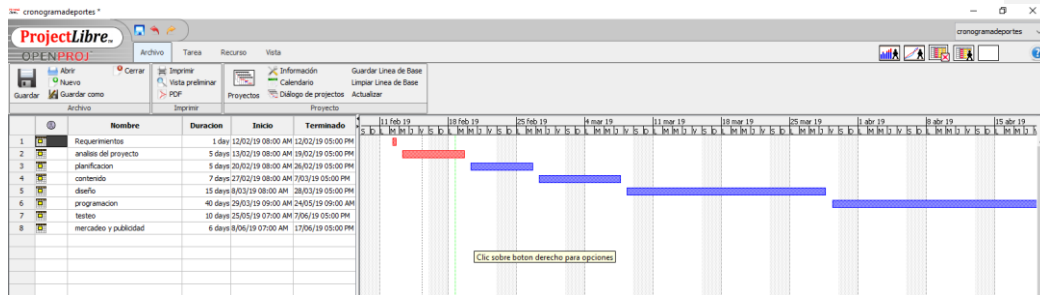 cronogramadeportes *
ProjectLibre
OPENPROJ
Archivo Tarea Recurso Vista
cronogramadeportes
Guardar
Abrir
Nuevo
Guardar como
Cerrar
Archivo
Imprimir
Vista preliminar
PDF
Imprimir
Proyectos
Información
Calendario
Diálogo de projectos
Guardar Linea de Base
Limpiar Linea de Base
Actualizar
Proyecto
Nombre Duracion Inicio Terminado
11 feb 19 18 feb 19 25 feb 19 4 mar 19 11 mar 19 18 mar 19 25 mar 19 1 abr 19 8 abr 19 15 abr 19
S D L M M J V S D L M M J V S D L M M J V S D L M M J V S D L M M J V S D L M M J V S D L M M J V S D L M M J V S D L M M J V S D L M M J V
1 Requerimientos 1 day 12/02/19 08:00 AM 12/02/19 05:00 PM
2 analisis del proyecto 5 days 13/02/19 08:00 AM 19/02/19 05:00 PM
3 planificacion 5 days 20/02/19 08:00 AM 26/02/19 05:00 PM
4 contenido 7 days 27/02/19 08:00 AM 7/03/19 05:00 PM
5 diseño 15 days 8/03/19 08:00 AM 28/03/19 05:00 PM
6 programacion 40 days 29/03/19 09:00 AM 24/05/19 09:00 AM
7 testeo 10 days 25/05/19 07:00 AM 7/06/19 05:00 PM
8 mercadeo y publicidad 6 days 8/06/19 07:00 AM 17/06/19 05:00 PM
Clic sobre boton derecho para opciones